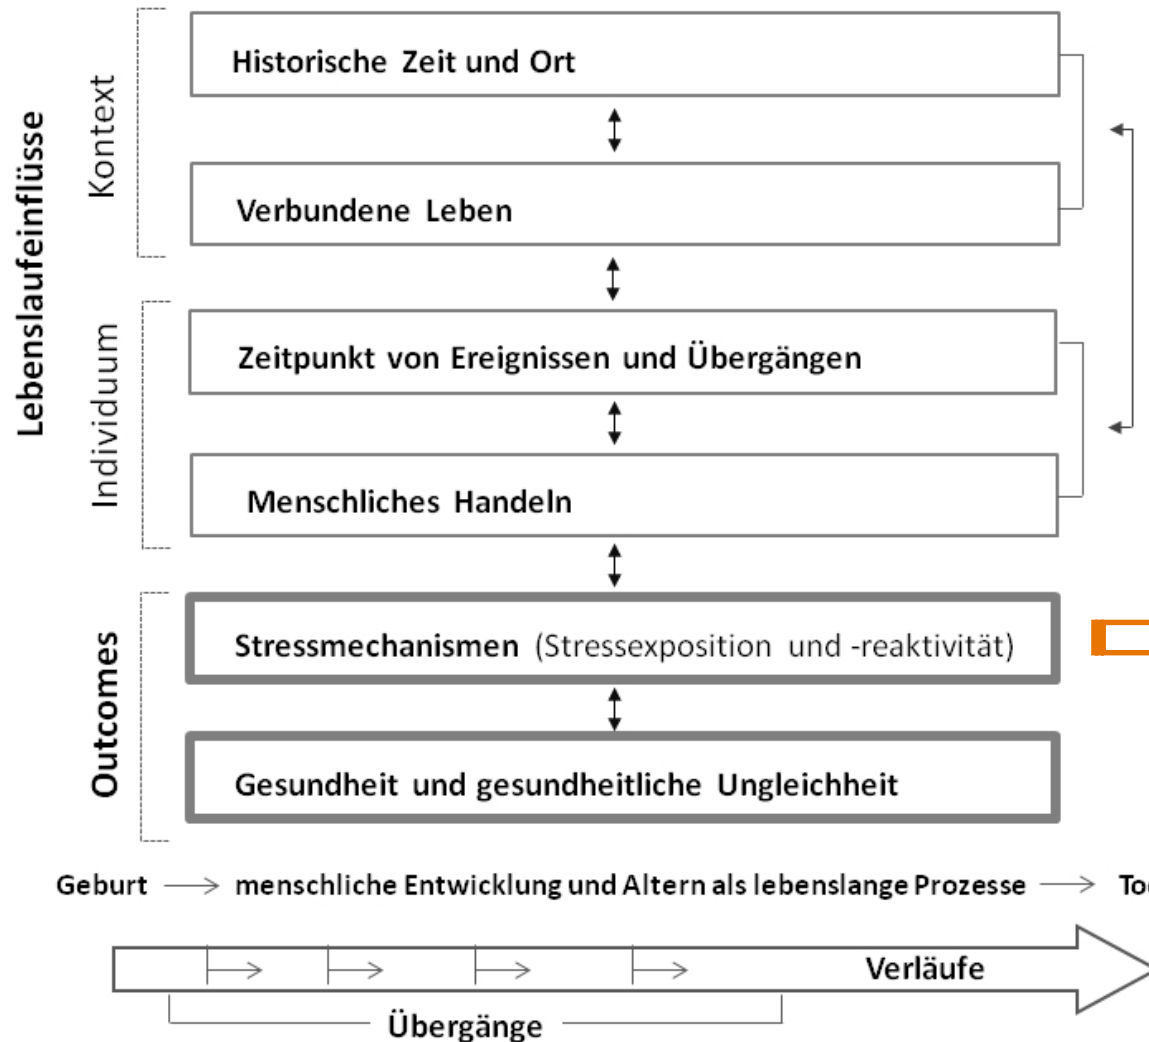 Lebenslaufeinflüsse
Kontext
Historische Zeit und Ort
Verbundene Leben
Individuum
Zeitpunkt von Ereignissen und Übergängen
Menschliches Handeln
Outcomes
Stressmechanismen (Stressexposition und -reaktivität)
Gesundheit und gesundheitliche Ungleichheit
Geburt → menschliche Entwicklung und Altern als lebenslange Prozesse →
Verläufe
Übergänge